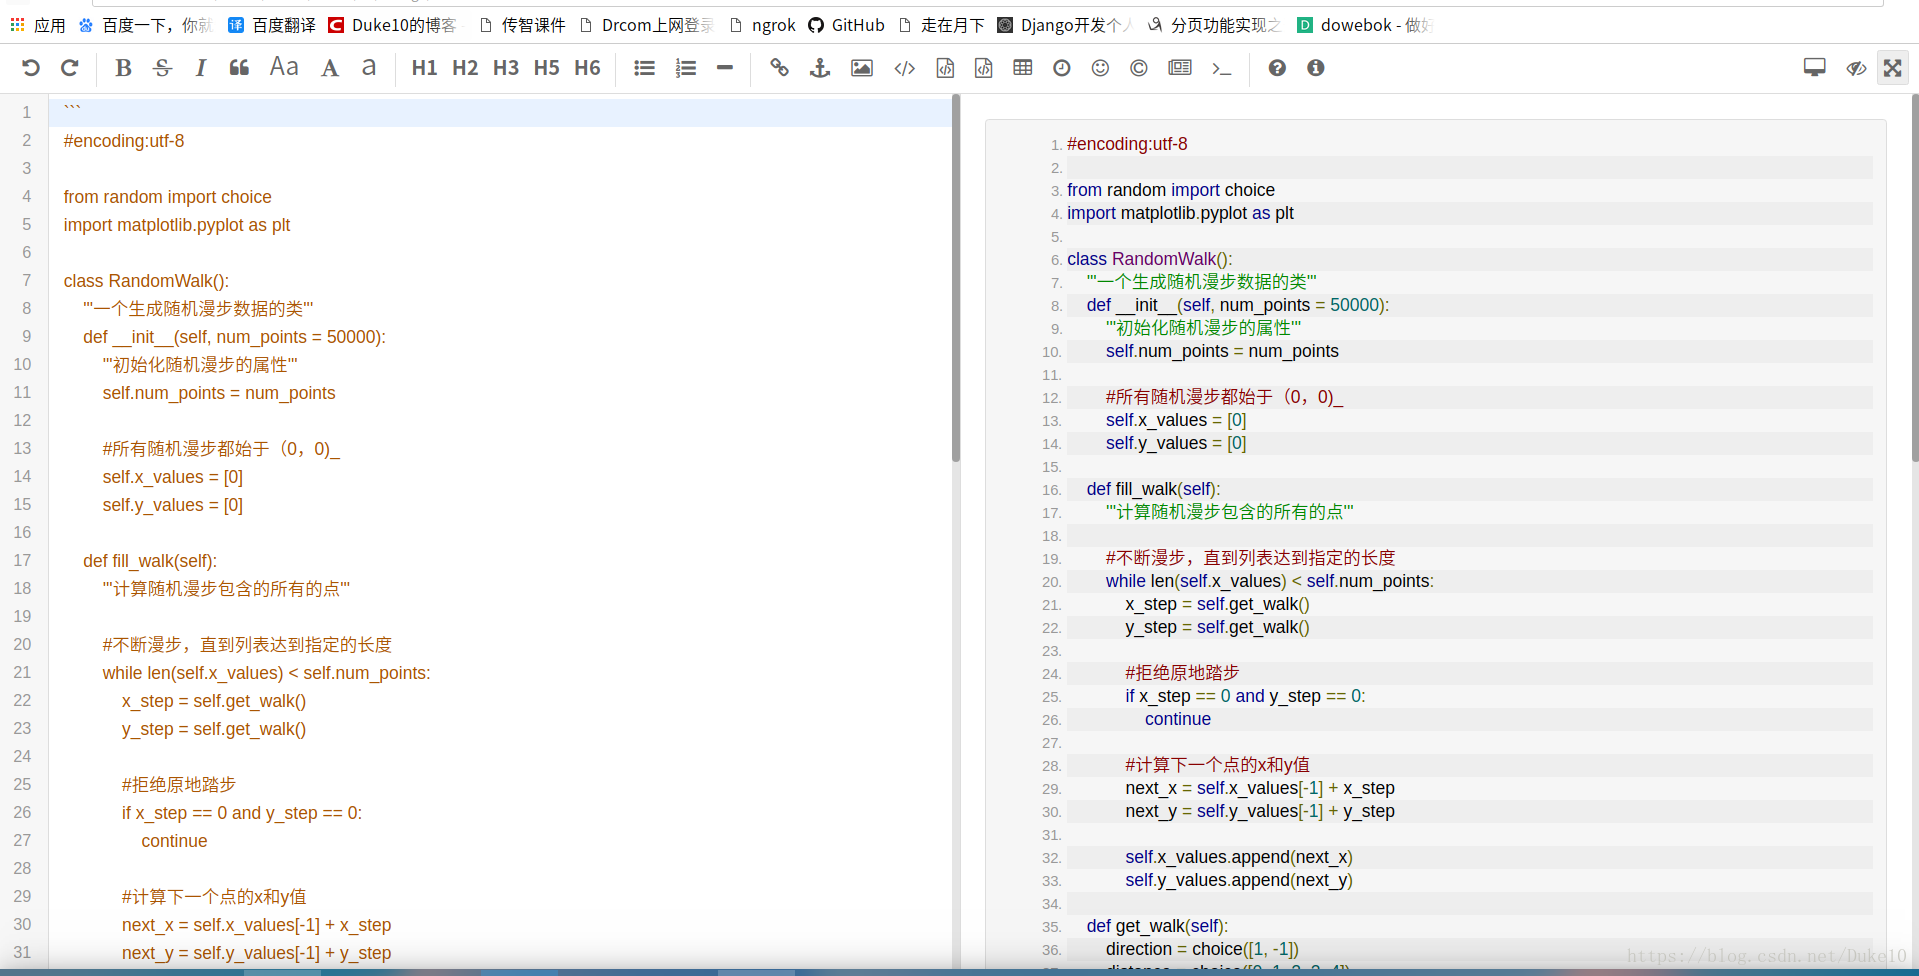 应用 百度一下，你就 百度翻译 Duke10的博客 传智课件 Drcom上网登录 ngrok GitHub 走在月下 Django开发个人 分页功能实现之 dowebok - 做好
B S I “ Aa A a H1 H2 H3 H5 H6
1 ```
2 #encoding:utf-8
3
4 from random import choice
5 import matplotlib.pyplot as plt
6
7 class RandomWalk():
8 '''一个生成随机漫步数据的类'''
9 def __init__(self, num_points = 50000):
10 '''初始化随机漫步的属性'''
11 self.num_points = num_points
12
13 #所有随机漫步都始于（0，0)_
14 self.x_values = [0]
15 self.y_values = [0]
16
17 def fill_walk(self):
18 '''计算随机漫步包含的所有的点'''
19
20 #不断漫步，直到列表达到指定的长度
21 while len(self.x_values) < self.num_points:
22 x_step = self.get_walk()
23 y_step = self.get_walk()
24
25 #拒绝原地踏步
26 if x_step == 0 and y_step == 0:
27 continue
28
29 #计算下一个点的x和y值
30 next_x = self.x_values[-1] + x_step
31 next_y = self.y_values[-1] + y_step
1. #encoding:utf-8
2.
3. from random import choice
4. import matplotlib.pyplot as plt
5.
6. class RandomWalk():
7. '''一个生成随机漫步数据的类'''
8. def __init__(self, num_points = 50000):
9. '''初始化随机漫步的属性'''
10. self.num_points = num_points
11.
12. #所有随机漫步都始于（0，0)_
13. self.x_values = [0]
14. self.y_values = [0]
15.
16. def fill_walk(self):
17. '''计算随机漫步包含的所有的点'''
18.
19. #不断漫步，直到列表达到指定的长度
20. while len(self.x_values) < self.num_points:
21. x_step = self.get_walk()
22. y_step = self.get_walk()
23.
24. #拒绝原地踏步
25. if x_step == 0 and y_step == 0:
26. continue
27.
28. #计算下一个点的x和y值
29. next_x = self.x_values[-1] + x_step
30. next_y = self.y_values[-1] + y_step
31.
32. self.x_values.append(next_x)
33. self.y_values.append(next_y)
34.
35. def get_walk(self):
36. direction = choice([1, -1])
37. distance = choice([0, 1, 2, 3, 4])
https://blog.csdn.net/Duke10